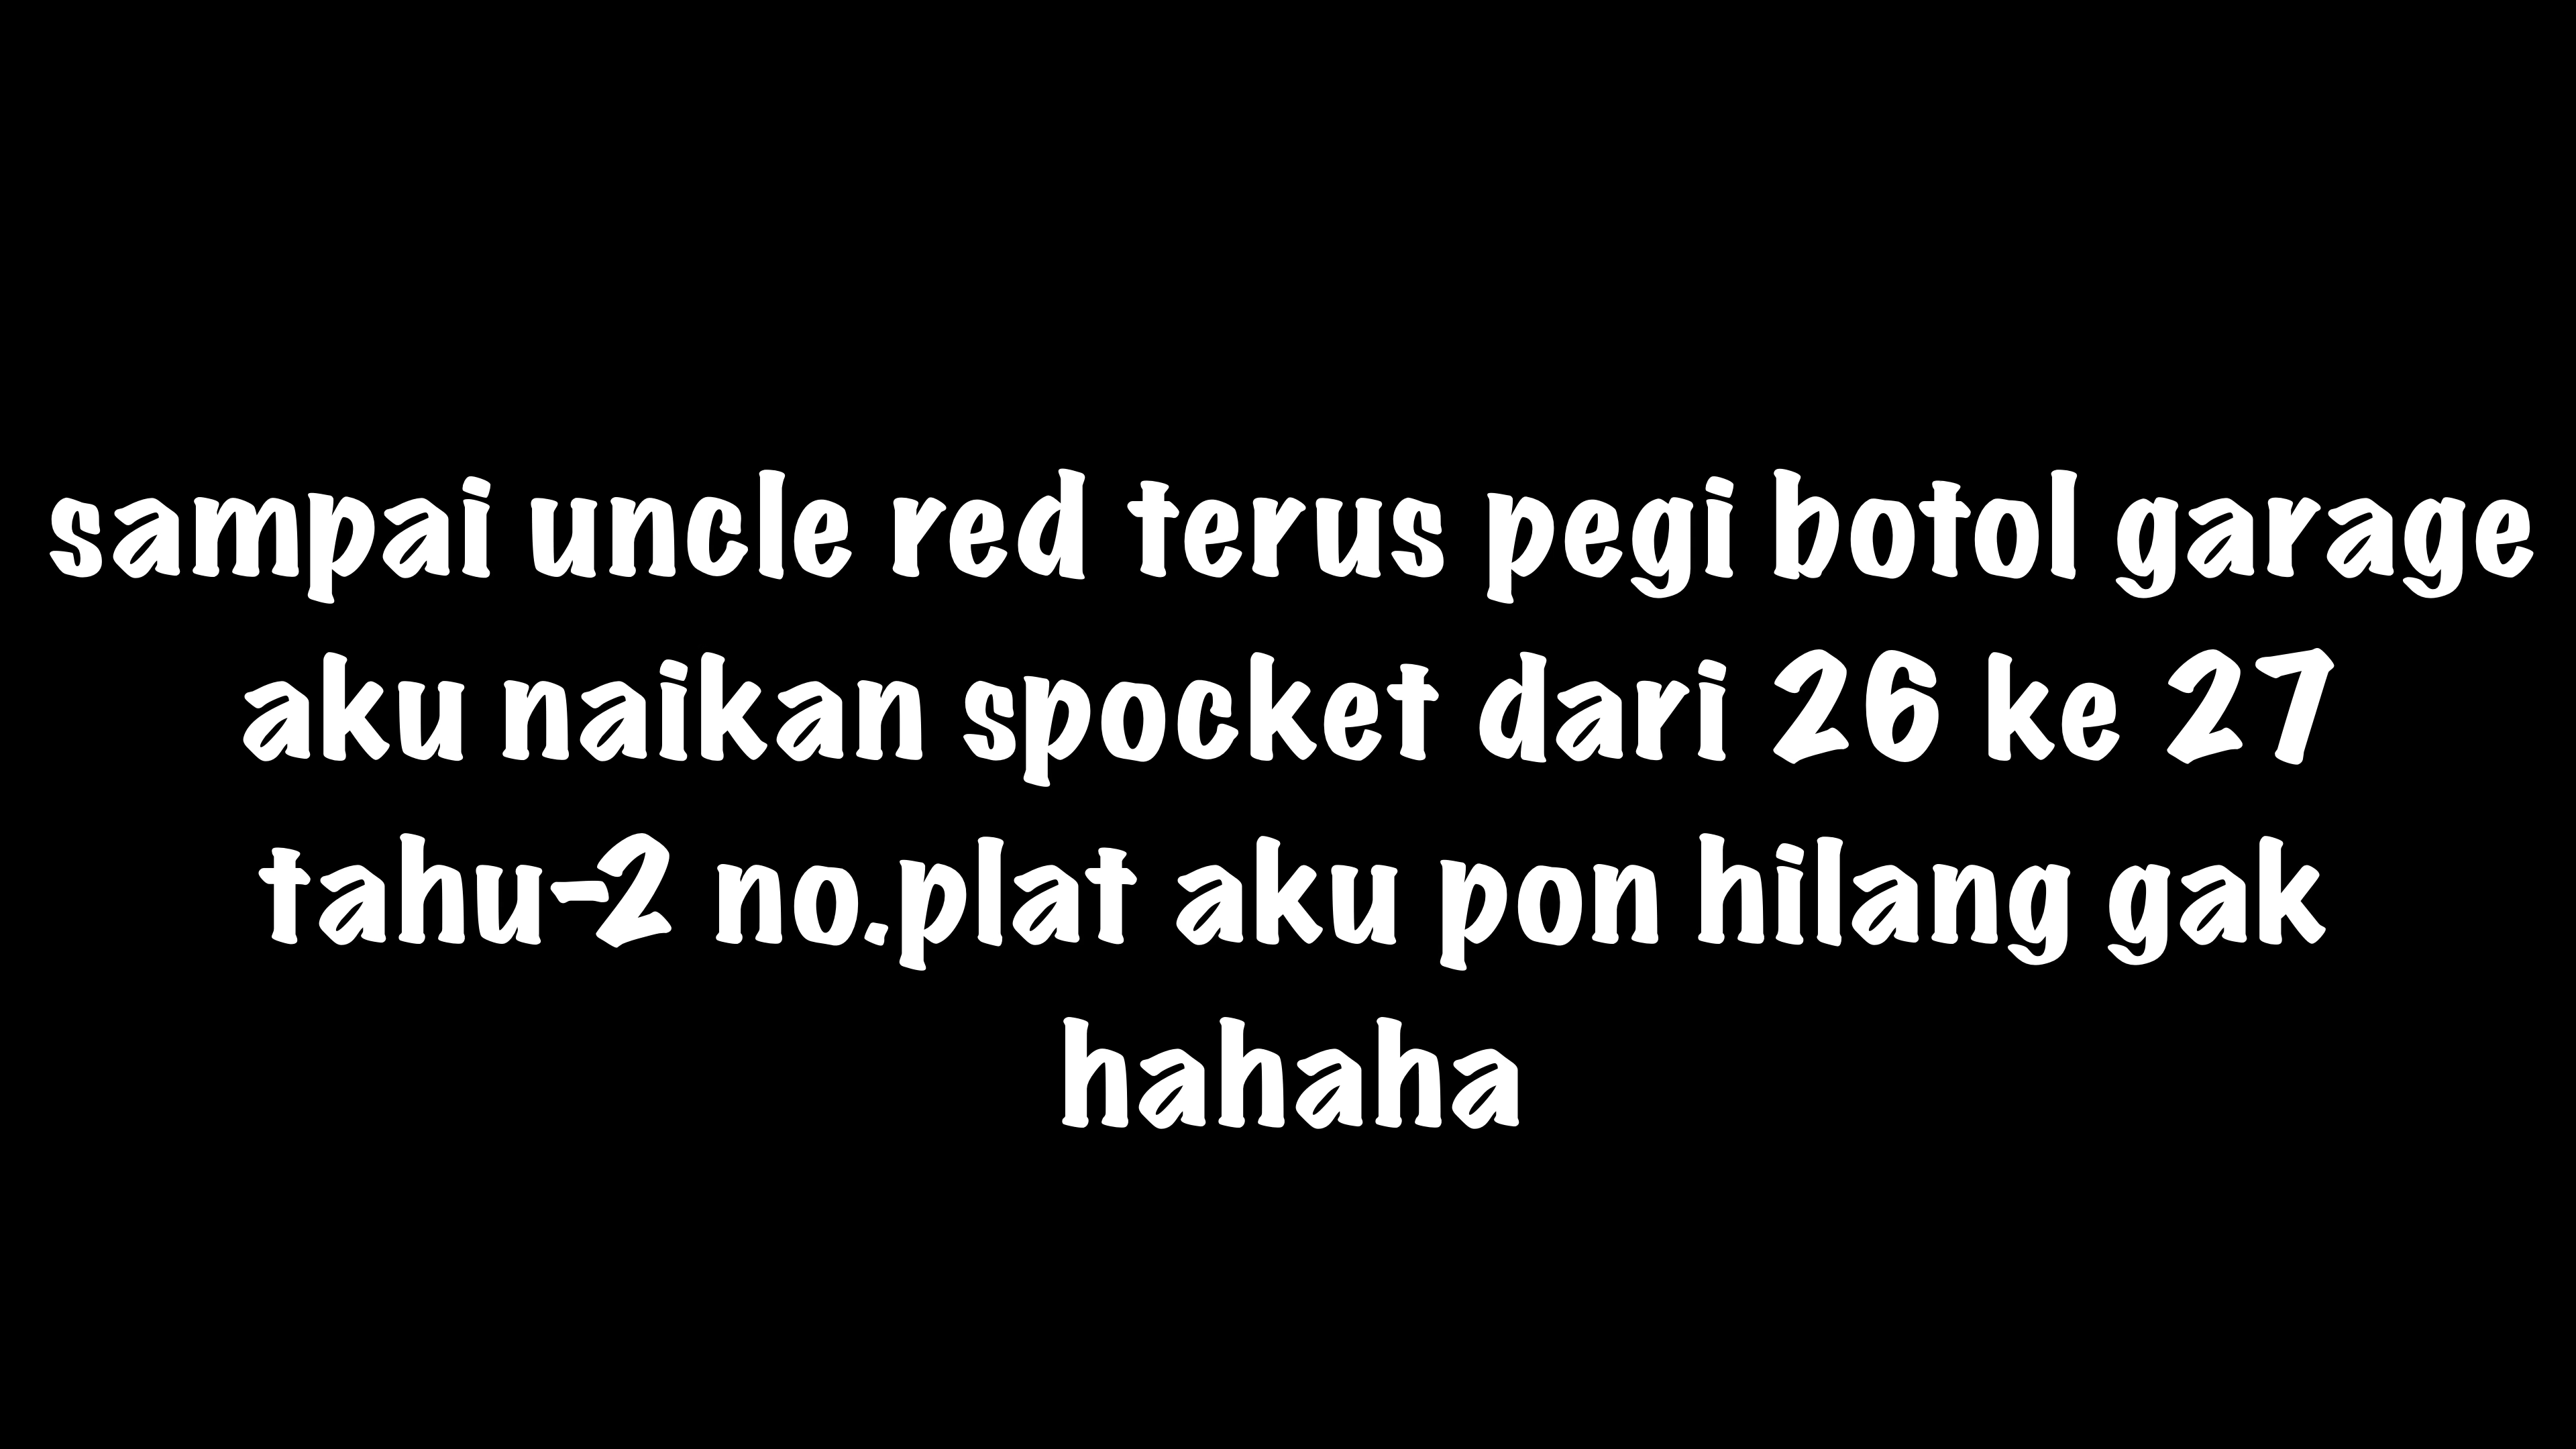 sampai uncle red terus pegi botol garage
aku naikan spocket dari 26 ke 27
tahu-2 no.plat aku pon hilang gak
hahaha